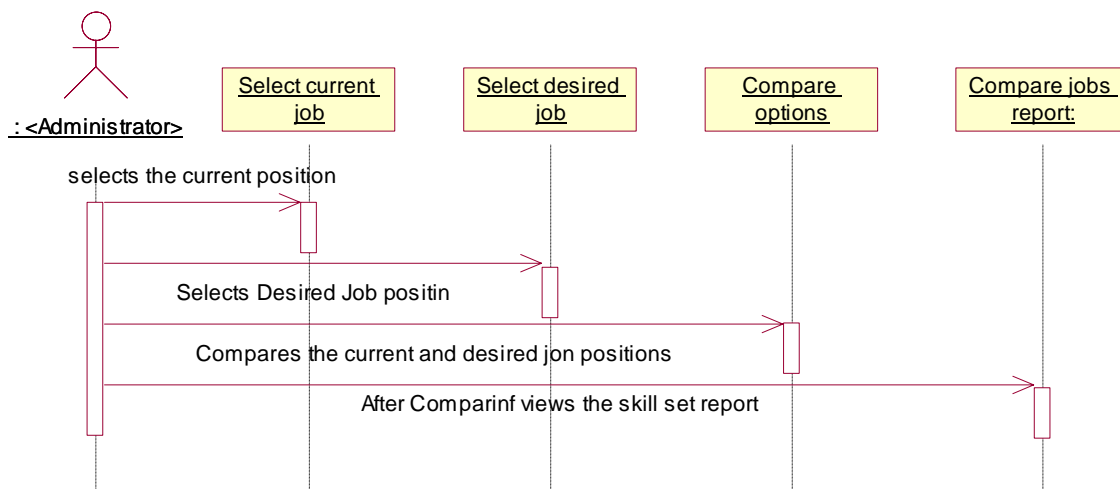 : <Administrator>
Select current
job
Select desired
job
Compare
options
Compare jobs
report:
selects the current position
Selects Desired Job positin
Compares the current and desired jon positions
After Comparinf views the skill set report